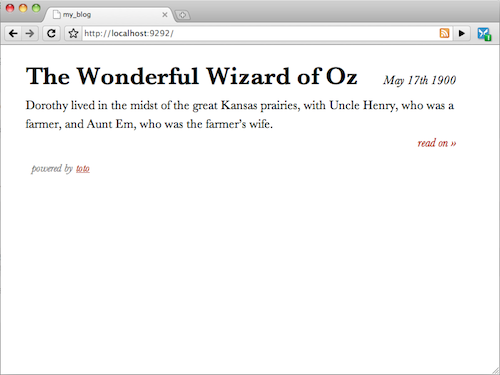 my_blog
http://localhost:9292/
The Wonderful Wizard of Oz May 17th 1900
Dorothy lived in the midst of the great Kansas prairies, with Uncle Henry, who was a
farmer, and Aunt Em, who was the farmer’s wife.
read on »
powered by toto